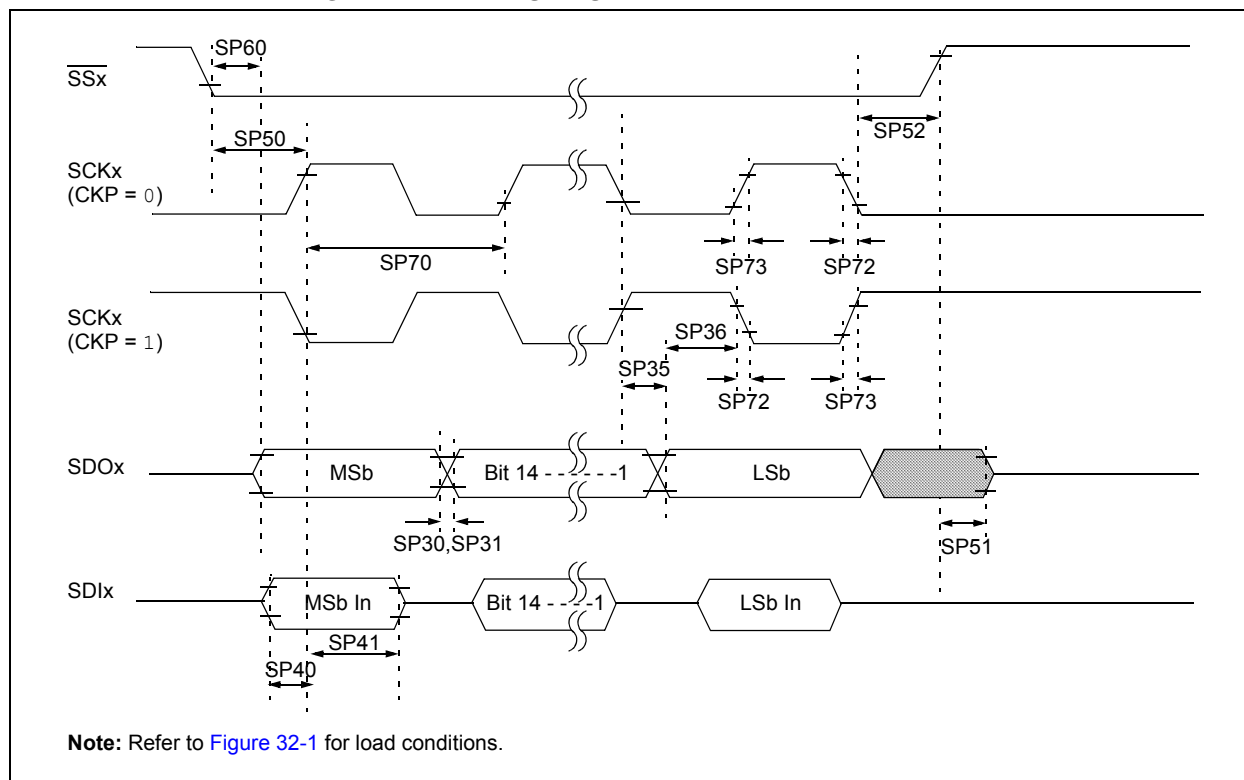 SP60
SSx
SP50
SP52
SCKx
(CKP = 0)
SP70
SP73
SP72
SCKx
(CKP = 1)
SP36
SP35
SP72
SP73
SDOx
MSb
Bit 14 - - - - - -1
LSb
SP30,SP31
SP51
SDIx
MSb In
Bit 14 - - - -1
LSb In
SP41
SP40
Note: Refer to Figure 32-1 for load conditions.